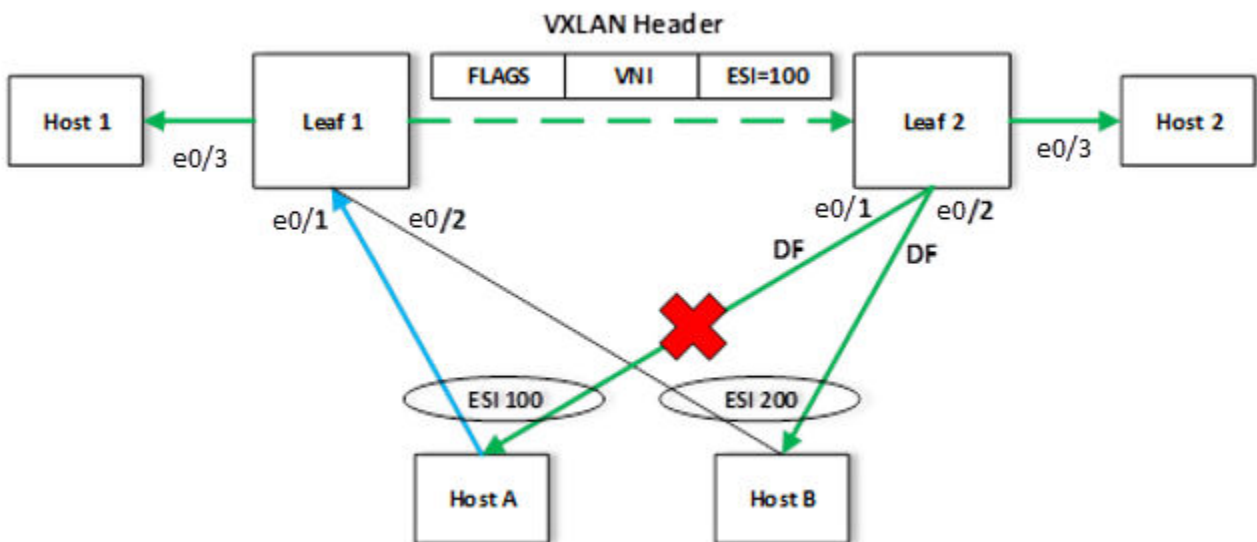 VXLAN Header
FLAGS VNI ESI=100
Host 1 Leaf 1 Leaf 2 Host 2
e0/3 e0/3
e0/1 e0/2 e0/1 e0/2
DF DF
ESI 100 ESI 200
Host A Host B